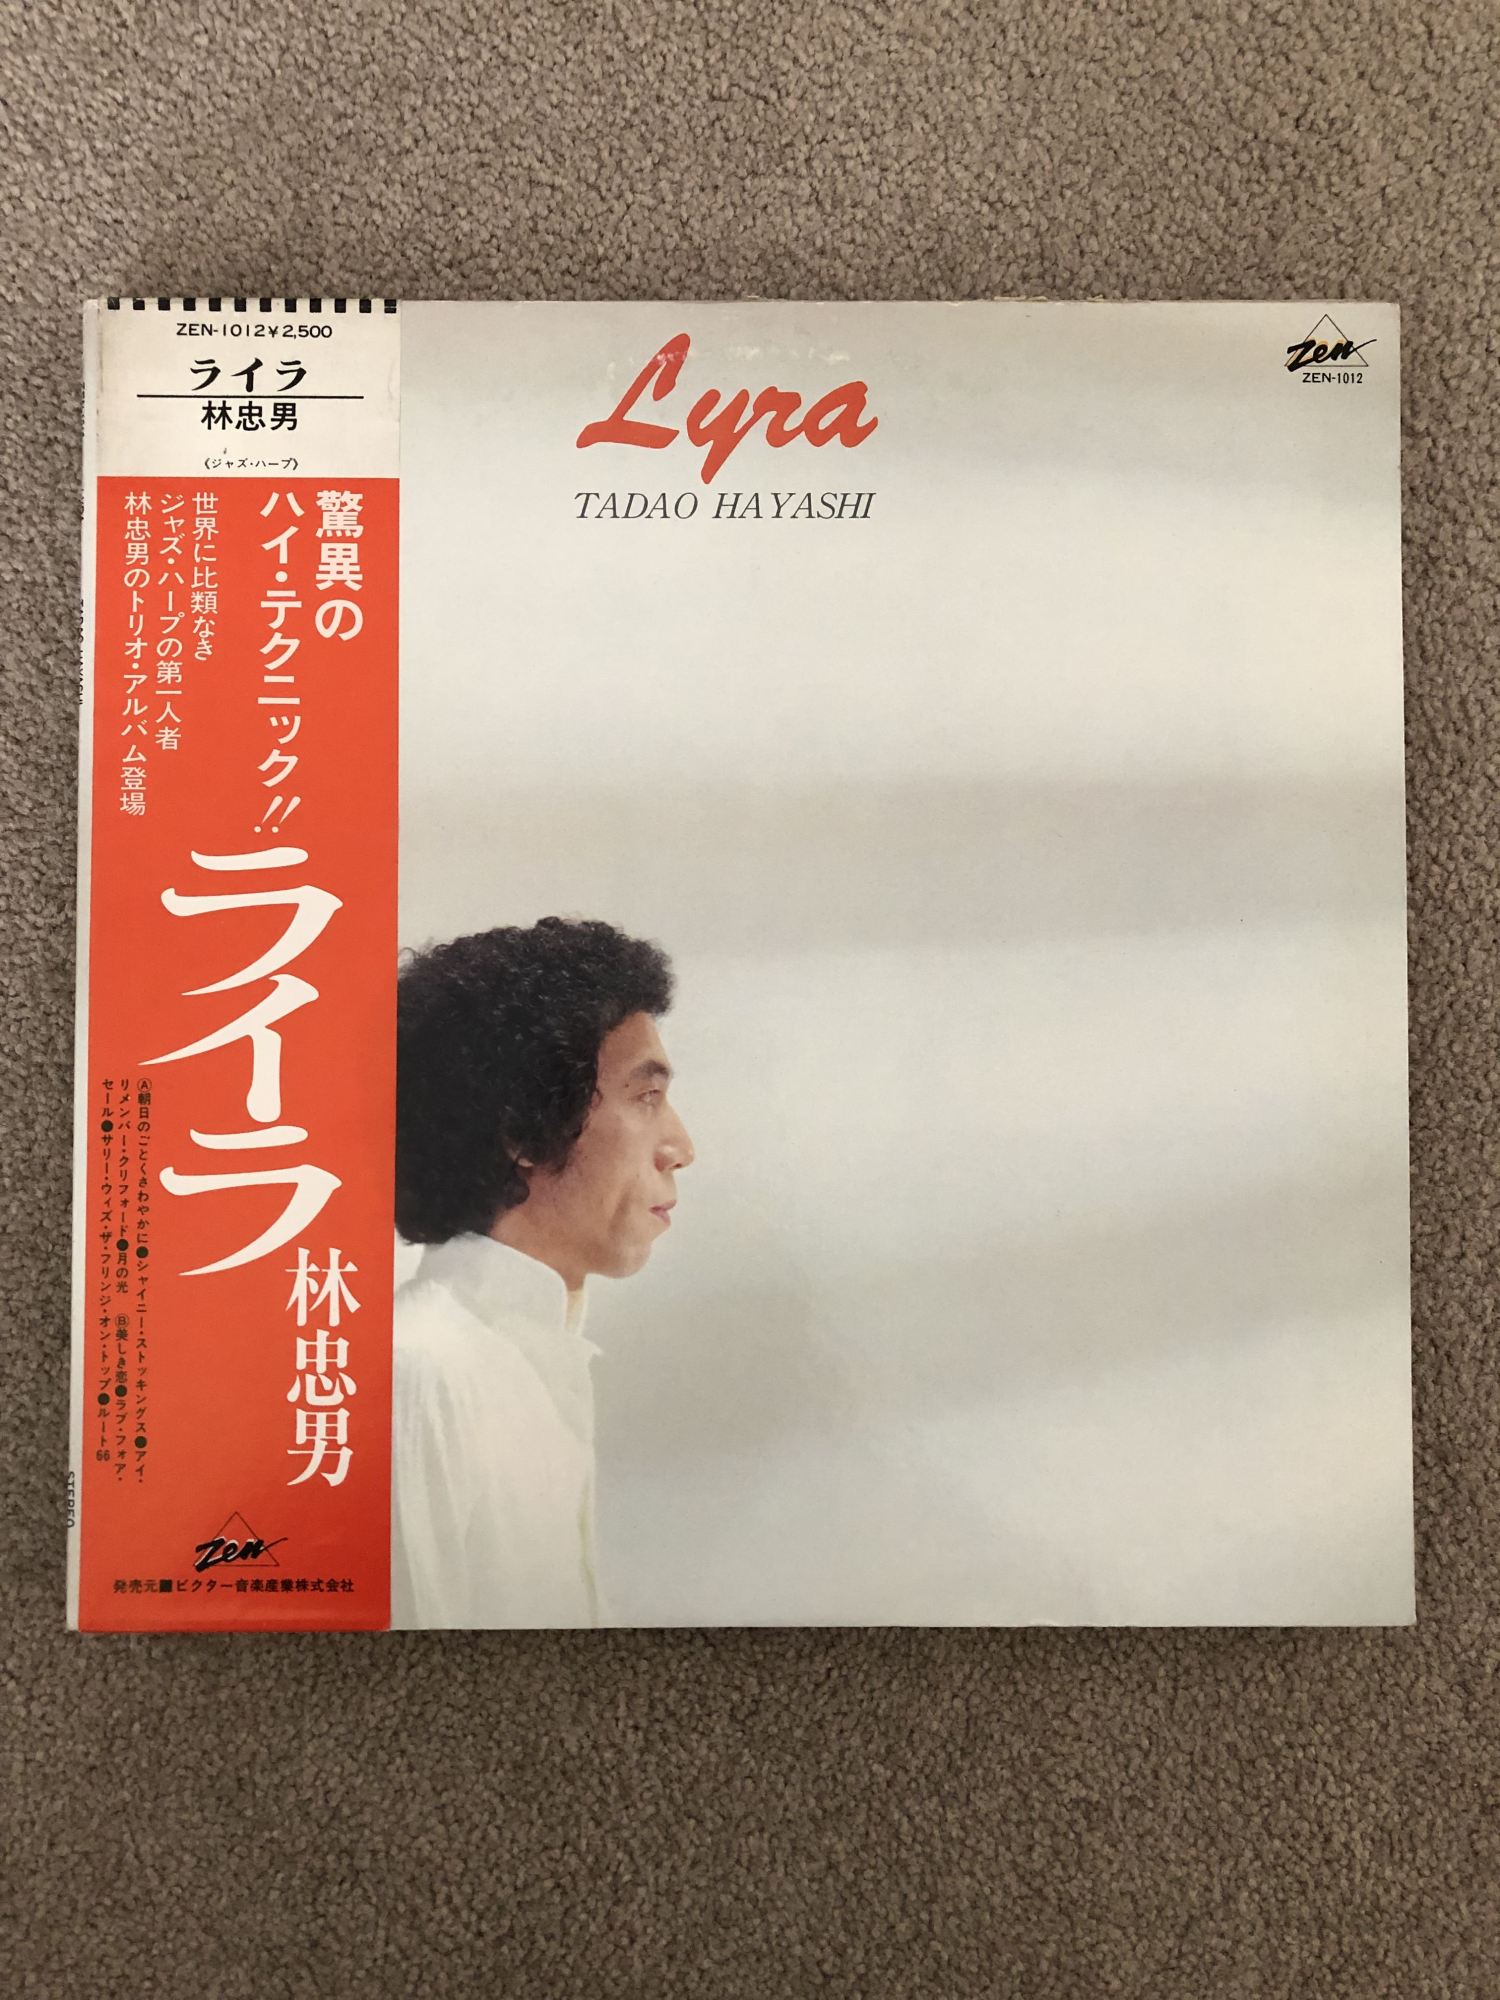 ZEN-1012¥2,500
ライラ
林忠男
《ジャズ・ハープ》
驚異の
ハイ・テクニック!!
世界に比類なき
ジャズ・ハープの第一人者
林忠男のトリオ・アルバム登場
ライラ
林忠男
Ⓐ朝日のごとくさわやかに●シャイニー・ストッキングス●アイ・
リメンバー・クリフォード●月の光 Ⓑ美しき恋●ラブ・フォア・
セール●サリー・ウィズ・ザ・フリンジ・オン・トップ●ルート66
Zen
発売元■ビクター音楽産業株式会社
Lyra
TADAO HAYASHI
Zen
ZEN-1012
STEREO